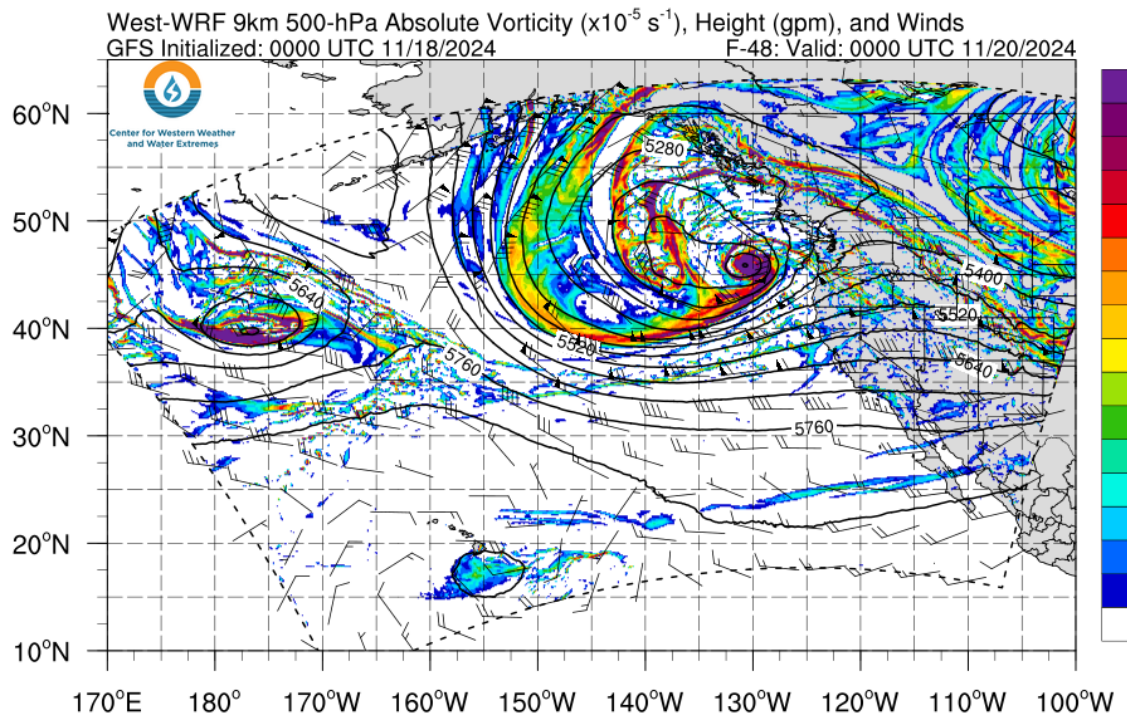 West-WRF 9km 500-hPa Absolute Vorticity (x10⁻⁵ s⁻¹), Height (gpm), and Winds
GFS Initialized: 0000 UTC 11/18/2024 F-48: Valid: 0000 UTC 11/20/2024
Center for Western Weather
and Water Extremes
60°N
5280
50°N
5400
5640
5520
40°N
5520
5760
5640
30°N
5760
20°N
10°N
170°E 180° 170°W 160°W 150°W 140°W 130°W 120°W 110°W 100°W